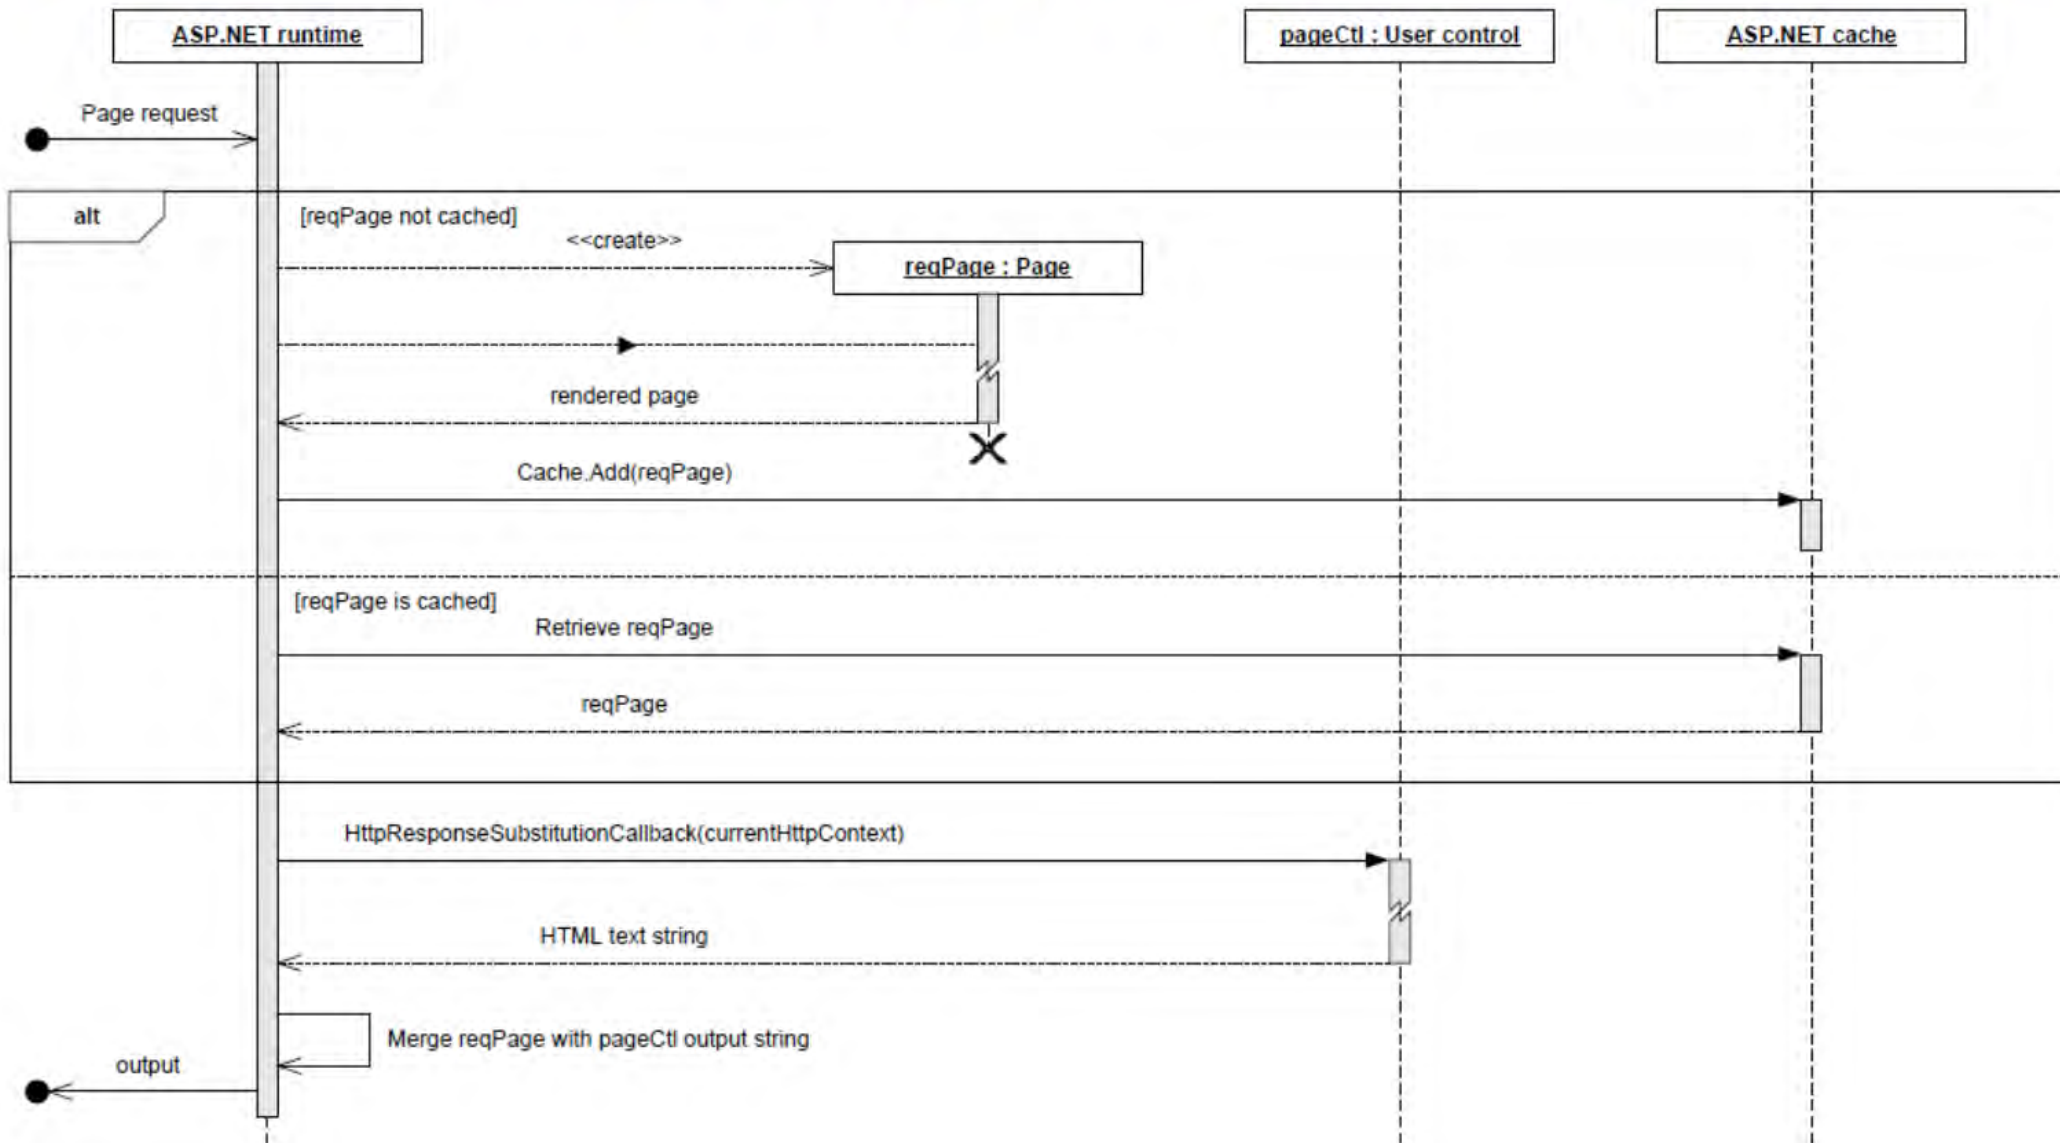 ASP.NET runtime
pageCtl : User control
ASP.NET cache
Page request
alt
[reqPage not cached]
<<create>>
reqPage : Page
rendered page
Cache.Add(reqPage)
[reqPage is cached]
Retrieve reqPage
reqPage
HttpResponseSubstitutionCallback(currentHttpContext)
HTML text string
Merge reqPage with pageCtl output string
output